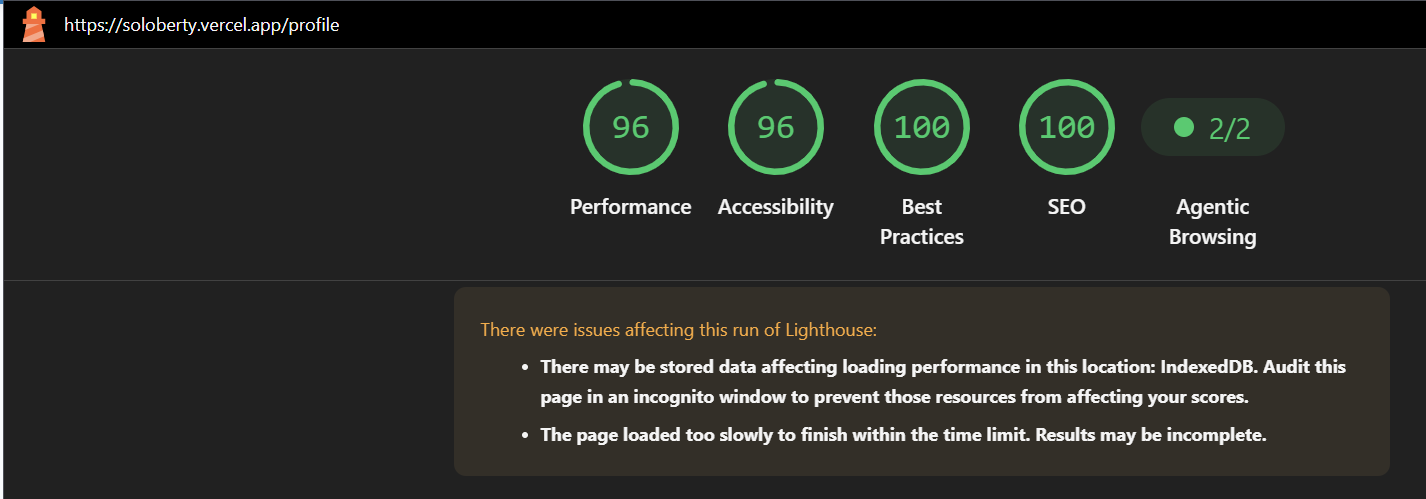 https://soloberty.vercel.app/profile
96
96
100
100
2/2
Performance
Accessibility
Best
Practices
SEO
Agentic
Browsing
There were issues affecting this run of Lighthouse:
• There may be stored data affecting loading performance in this location: IndexedDB. Audit this
page in an incognito window to prevent those resources from affecting your scores.
• The page loaded too slowly to finish within the time limit. Results may be incomplete.